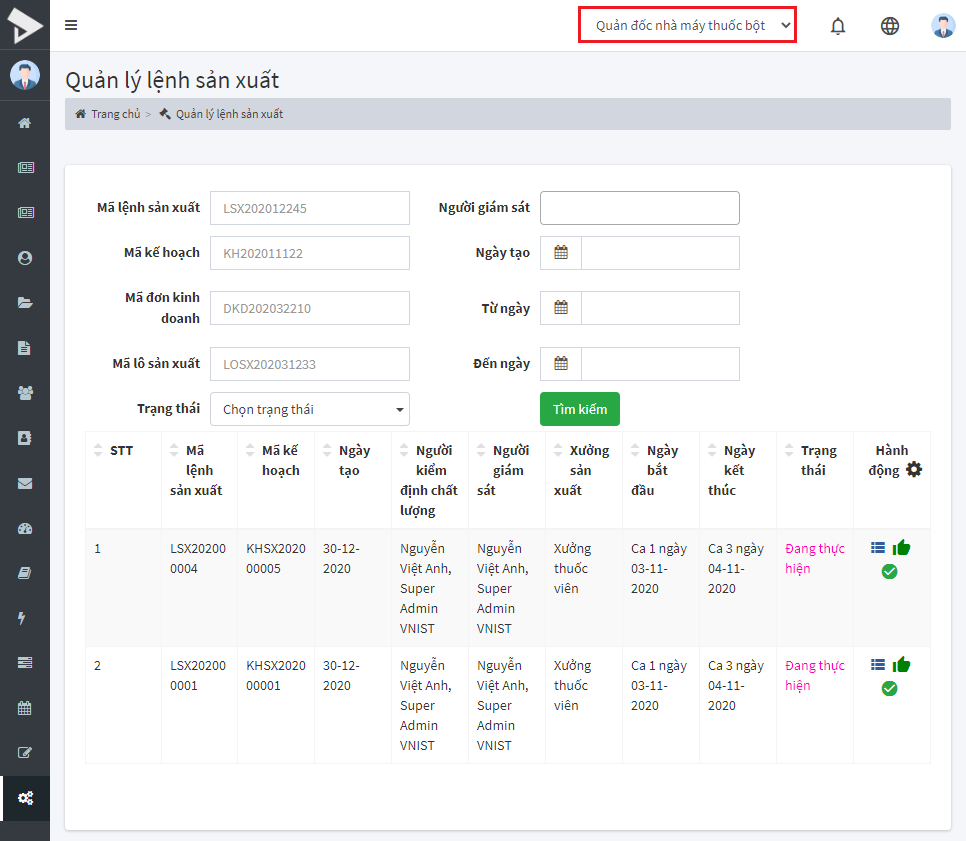 Quản đốc nhà máy thuốc bột
Quản lý lệnh sản xuất
Trang chủ > Quản lý lệnh sản xuất
Mã lệnh sản xuất LSX202012245 Người giám sát
Mã kế hoạch KH202011122 Ngày tạo
Mã đơn kinh
doanh DKD202032210 Từ ngày
Mã lô sản xuất LOSX202031233 Đến ngày
Trạng thái Chọn trạng thái Tìm kiếm
STT Mã Mã kế Ngày Người Người Xưởng Ngày Ngày Trạng Hành
lệnh hoạch tạo kiểm giám sản bắt kết thái động
sản xuất định chất sát xuất đầu thúc
lượng
1 LSX20200 KHSX2020 30-12- Nguyễn Nguyễn Xưởng Ca 1 ngày Ca 3 ngày Đang thực
0004 00005 2020 Việt Anh, Việt Anh, thuốc 03-11- 04-11- hiện
Super Super viên 2020 2020
Admin Admin
VNIST VNIST
2 LSX20200 KHSX2020 30-12- Nguyễn Nguyễn Xưởng Ca 1 ngày Ca 3 ngày Đang thực
0001 00001 2020 Việt Anh, Việt Anh, thuốc 03-11- 04-11- hiện
Super Super viên 2020 2020
Admin Admin
VNIST VNIST